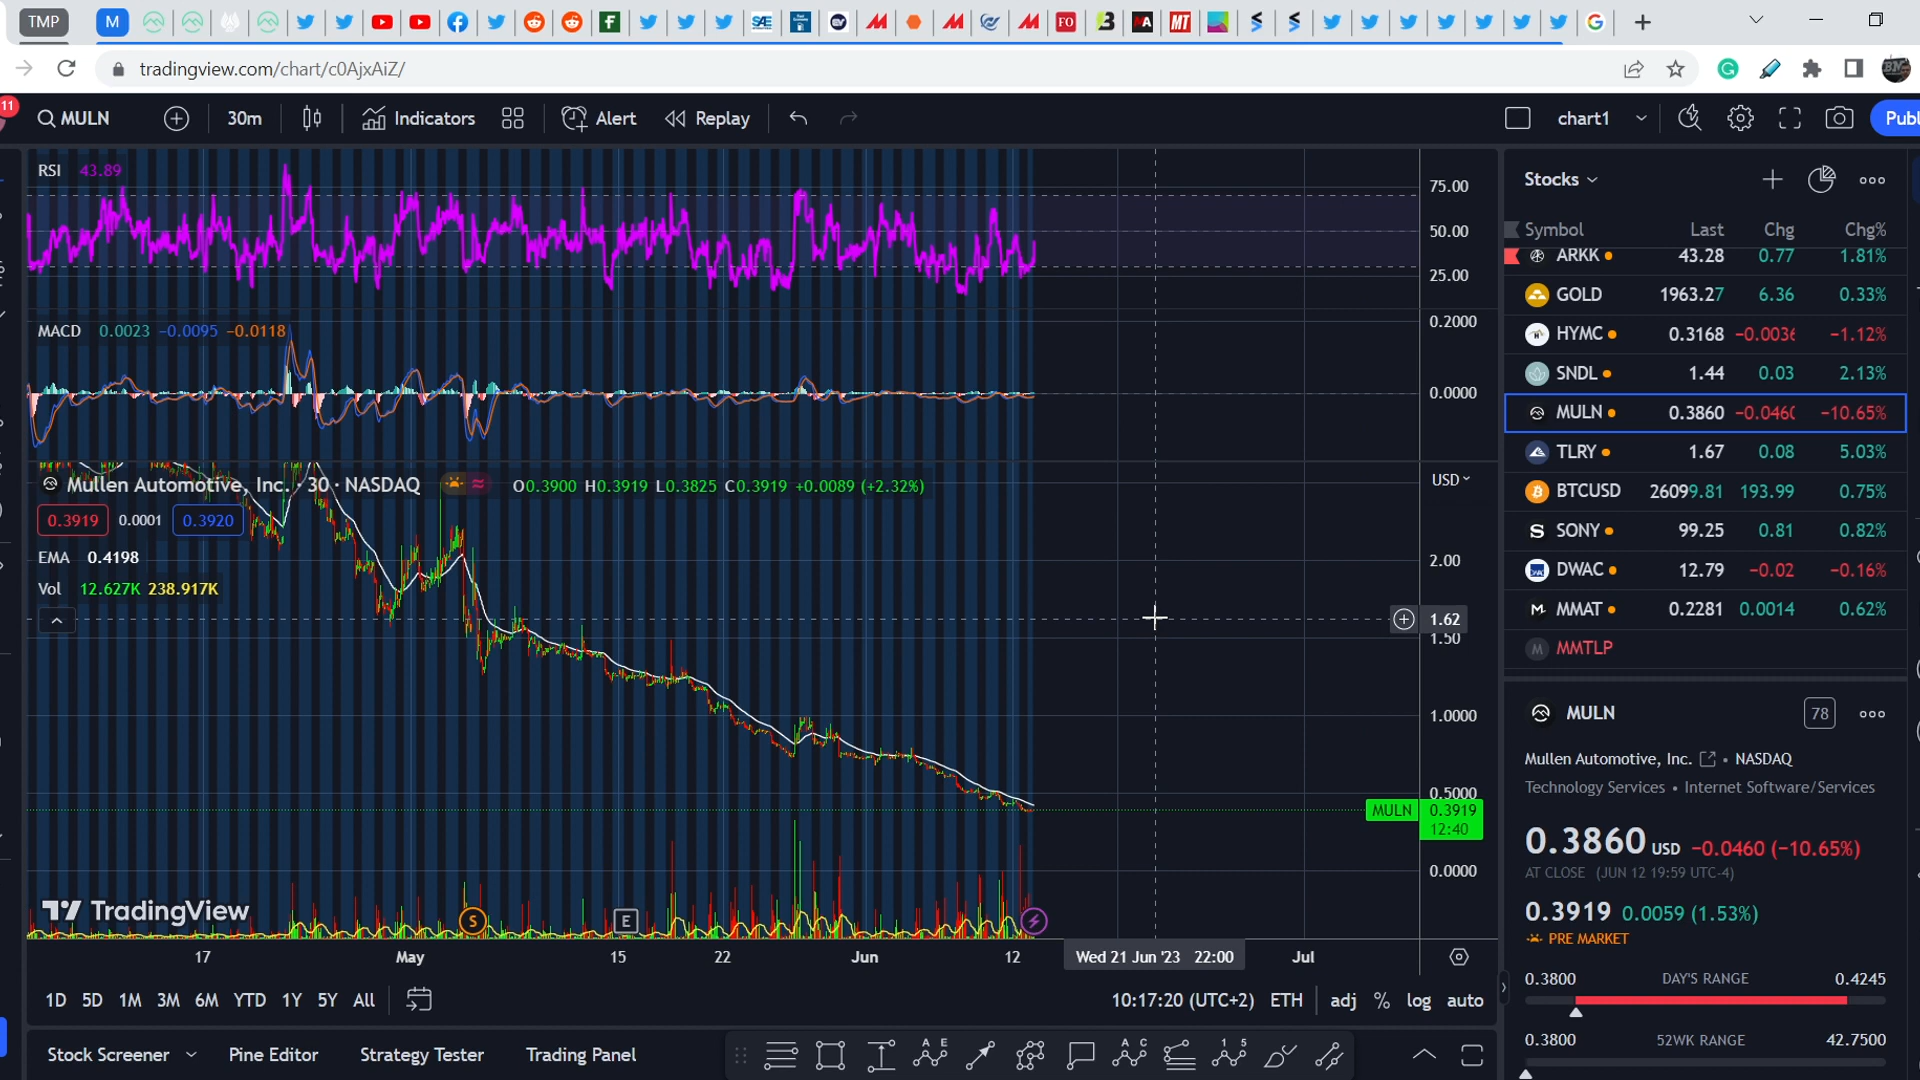 TMP
tradingview.com/chart/c0AjxAiZ/
11
MULN
30m
Indicators
Alert
Replay
chart1
Publ
RSI 43.89
75.00
50.00
25.00
MACD 0.0023 −0.0095 −0.0118
0.2000
0.0000
Mullen Automotive, Inc. · 30 · NASDAQ
O0.3900 H0.3919 L0.3825 C0.3919 +0.0089 (+2.32%)
USD
0.3919 0.0001 0.3920
EMA 0.4198
Vol 12.627K 238.917K
2.00
1.62
1.50
1.0000
0.5000
MULN 0.3919
12:40
0.0000
TradingView
S
E
17 May 15 22 Jun 12 Wed 21 Jun '23 22:00 Jul
1D 5D 1M 3M 6M YTD 1Y 5Y All
10:17:20 (UTC+2) ETH adj % log auto
Stock Screener Pine Editor Strategy Tester Trading Panel
Stocks
Symbol Last Chg Chg%
ARKK 43.28 0.77 1.81%
GOLD 1963.27 6.36 0.33%
HYMC 0.3168 −0.0036 −1.12%
SNDL 1.44 0.03 2.13%
MULN 0.3860 −0.0460 −10.65%
TLRY 1.67 0.08 5.03%
BTCUSD 26099.81 193.99 0.75%
SONY 99.25 0.81 0.82%
DWAC 12.79 −0.02 −0.16%
MMAT 0.2281 0.0014 0.62%
MMTLP
MULN 78
Mullen Automotive, Inc. • NASDAQ
Technology Services • Internet Software/Services
0.3860 USD −0.0460 (−10.65%)
AT CLOSE (JUN 12 19:59 UTC-4)
0.3919 0.0059 (1.53%)
PRE MARKET
0.3800 DAY'S RANGE 0.4245
0.3800 52WK RANGE 42.7500